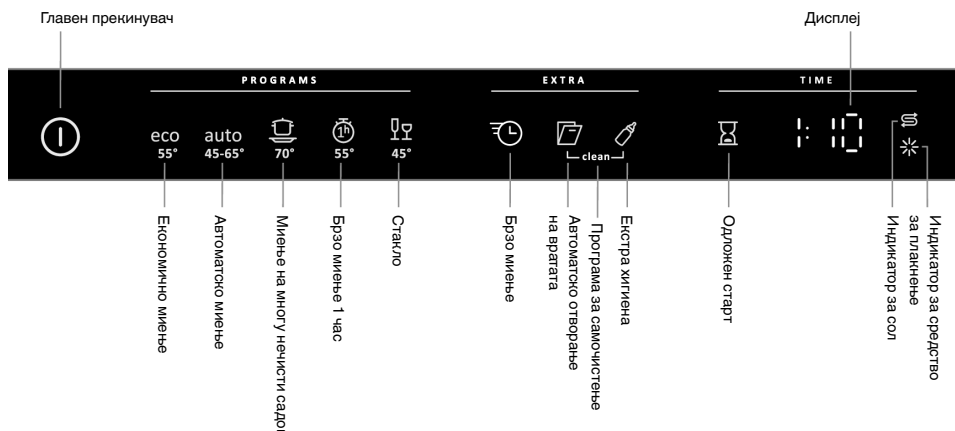 Главен прекинувач
Дисплеј
PROGRAMS
EXTRA
TIME
eco
55°
auto
45-65°
70°
1h
55°
45°
clean
1:10
Економично миење
Автоматско миење
Миење на многу нечисти
Брзо миење 1 час
Стакло
Брзо миење
Автоматско отворање
на вратата
Програма за самочистење
Екстра хигиена
Одложен старт
Индикатор за сол
Индикатор за средство
за плакнење